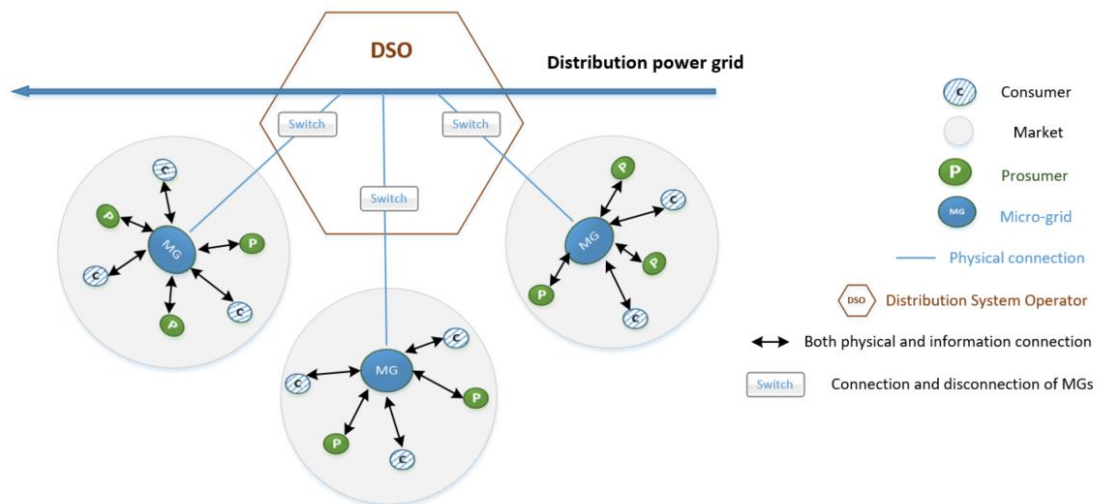 DSO
Distribution power grid
Switch
Switch
Switch
C
P
MG
P
C
C
P
P
C
MG
P
C
P
C
C
MG
P
P
C
C
Consumer
Market
P
Prosumer
MG
Micro-grid
Physical connection
DSO
Distribution System Operator
Both physical and information connection
Switch
Connection and disconnection of MGs